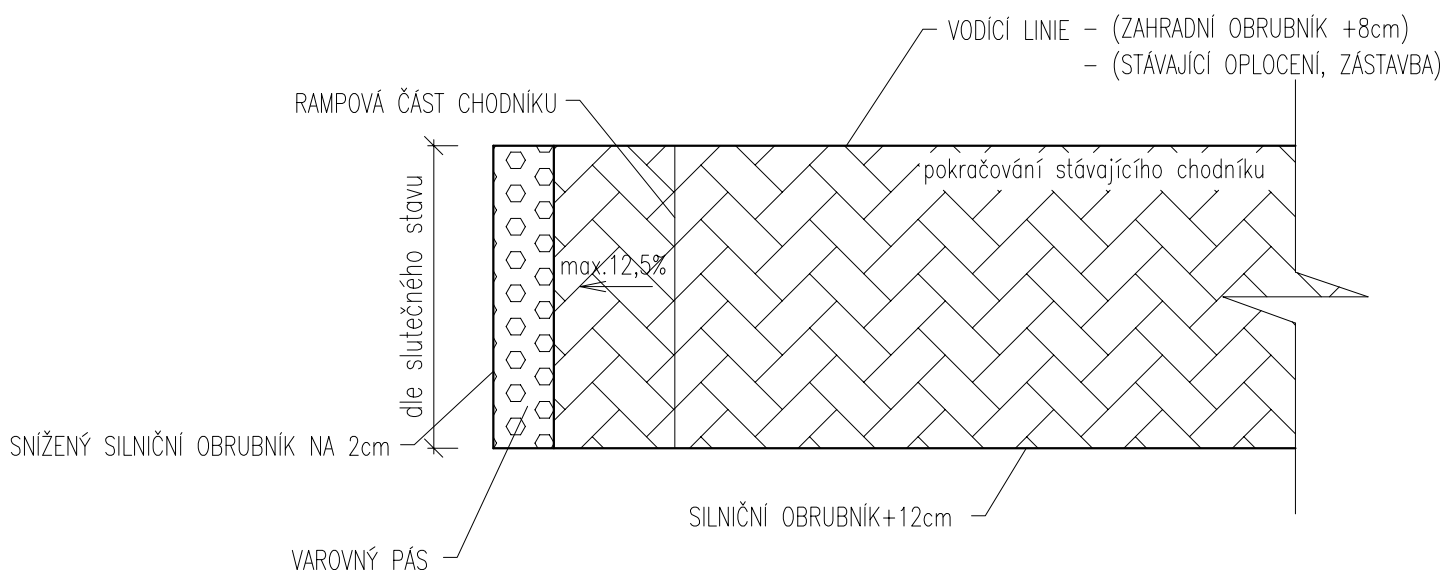 VODÍCÍ LINIE – (ZAHRADNÍ OBRUBNÍK +8cm)
– (STÁVAJÍCÍ OPLOCENÍ, ZÁSTAVBA)
RAMPOVÁ ČÁST CHODNÍKU
pokračování stávajícího chodníku
dle slutečného stavu
max.12,5%
SNÍŽENÝ SILNIČNÍ OBRUBNÍK NA 2cm
SILNIČNÍ OBRUBNÍK+12cm
VAROVNÝ PÁS